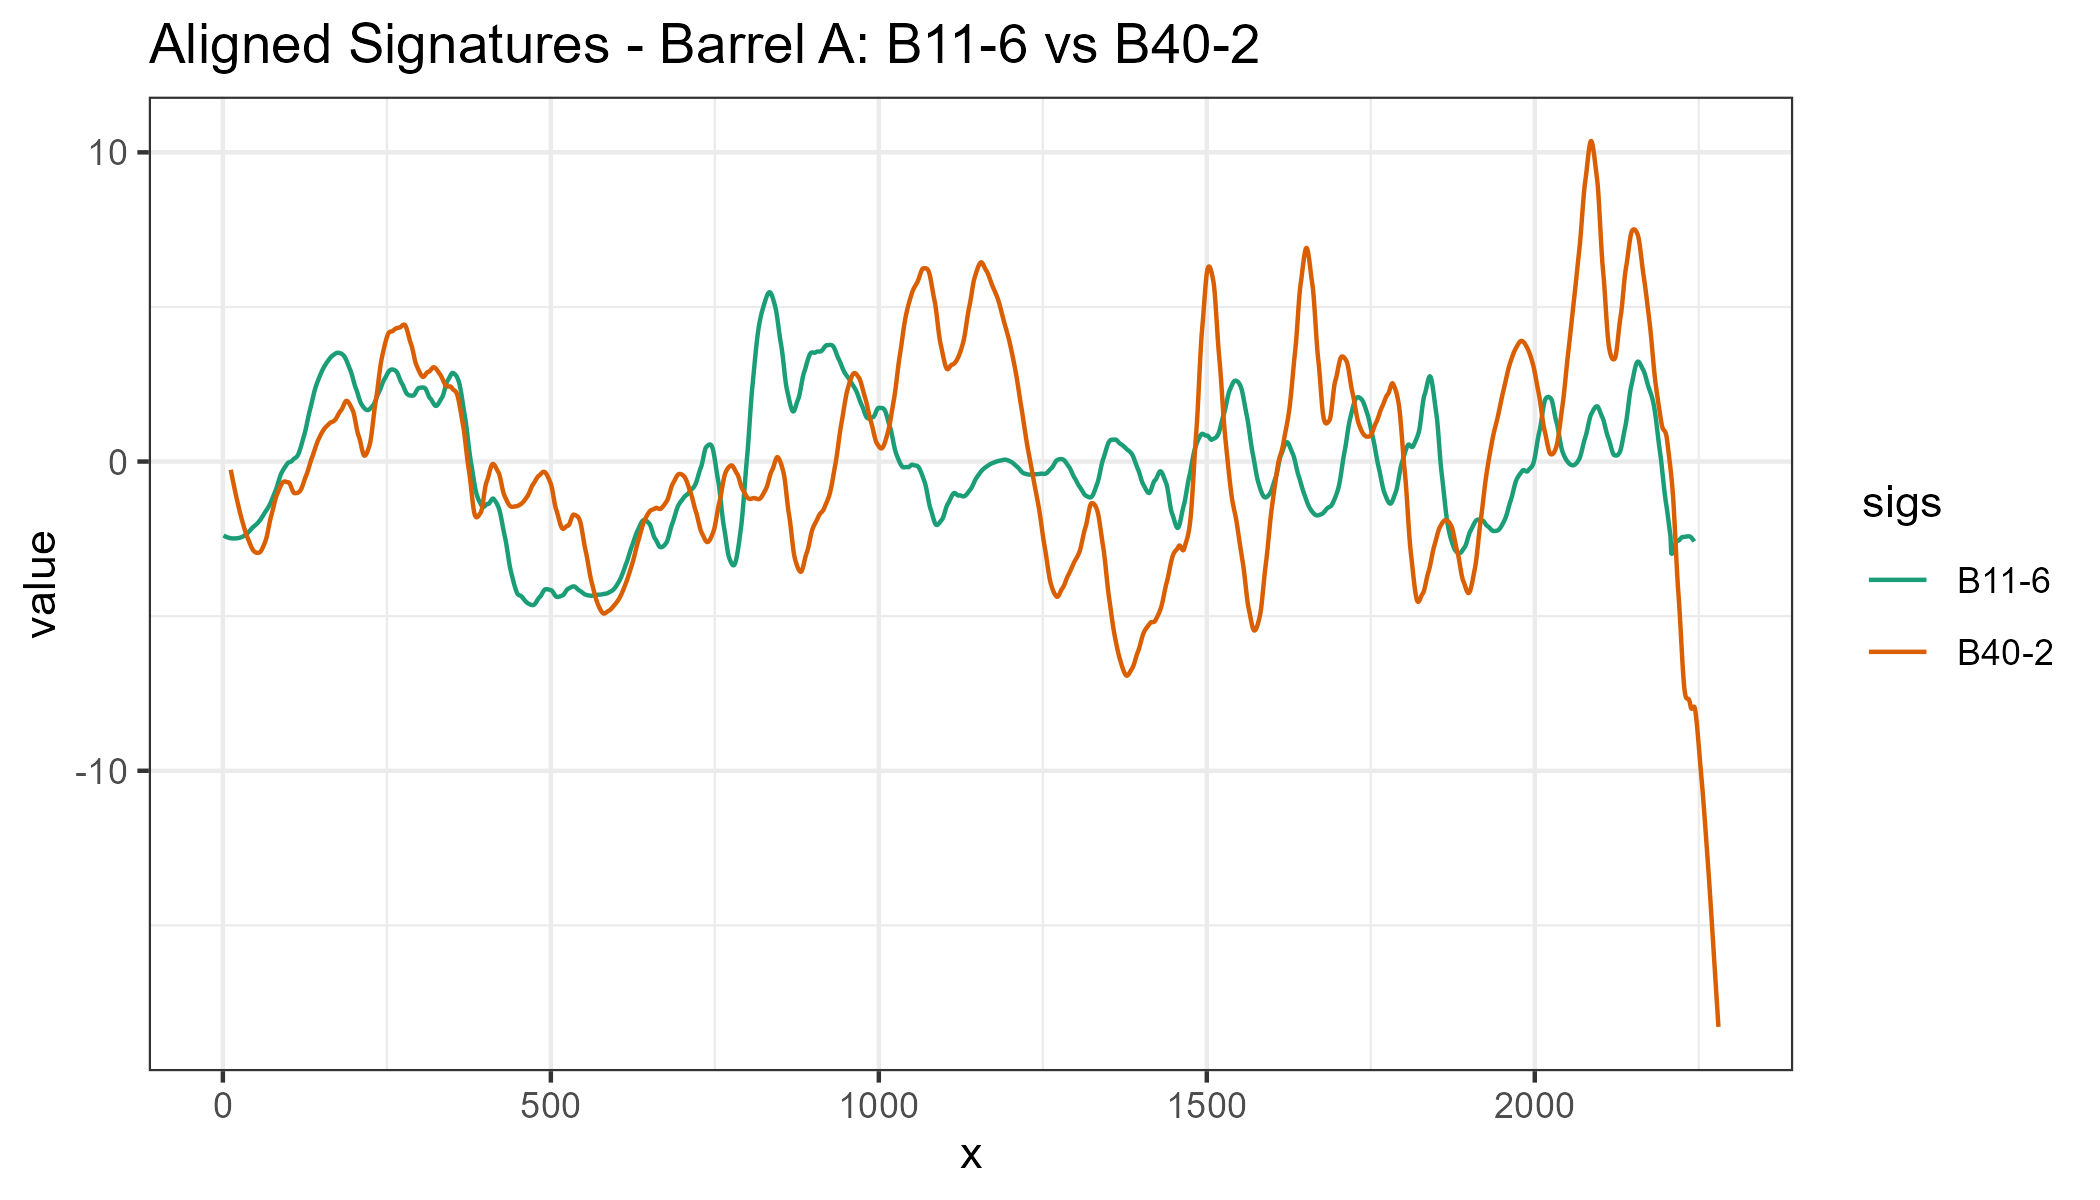 Aligned Signatures - Barrel A: B11-6 vs B40-2
10
0
-10
value
0 500 1000 1500 2000
x
sigs
B11-6
B40-2